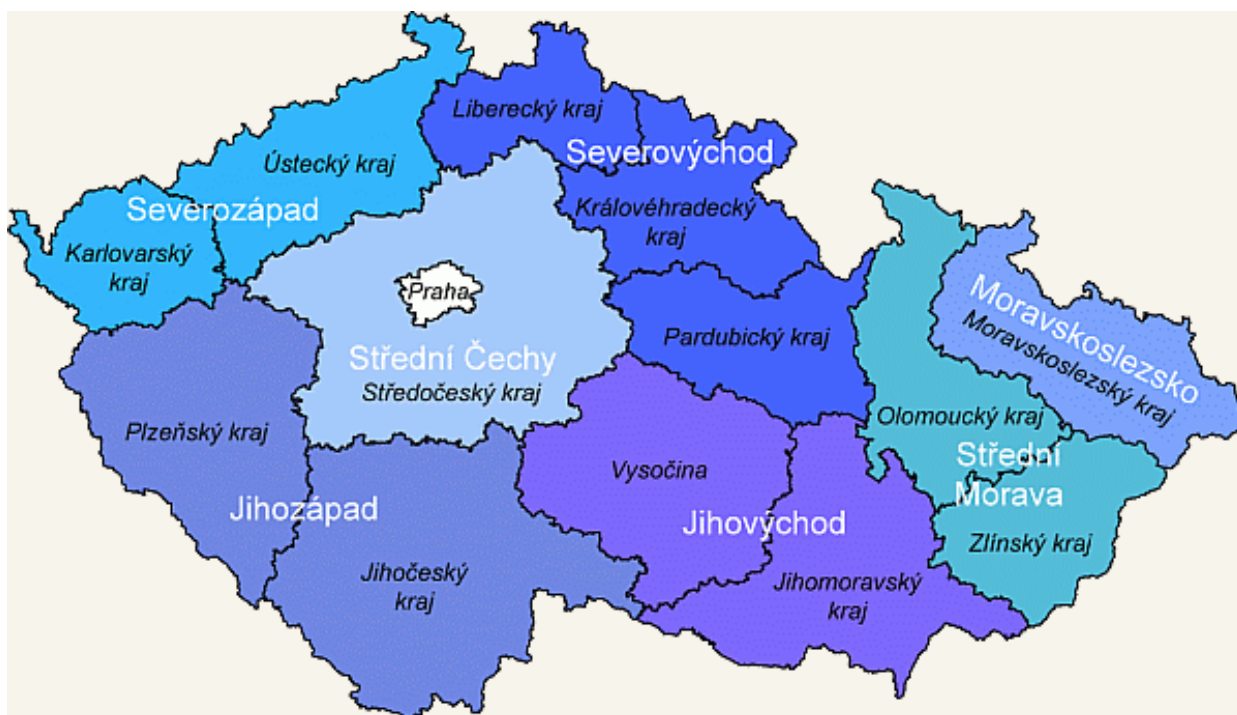 Liberecký kraj
Severovýchod
Ústecký kraj
Severozápad
Královéhradecký
kraj
Karlovarský
kraj
Praha
Moravskoslezsko
Moravskoslezský kraj
Pardubický kraj
Střední Čechy
Středočeský kraj
Olomoucký kraj
Plzeňský kraj
Vysočina
Střední
Morava
Jihozápad
Jihovýchod
Zlínský kraj
Jihočeský
kraj
Jihomoravský
kraj